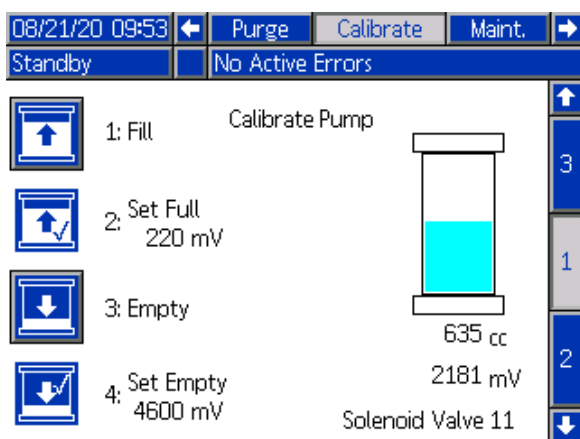 08/21/20 09:53 Purge Calibrate Maint.
Standby No Active Errors
Calibrate Pump
1: Fill
2: Set Full
220 mV
3: Empty
4: Set Empty
4600 mV
635 cc
2181 mV
Solenoid Valve 11
3
1
2